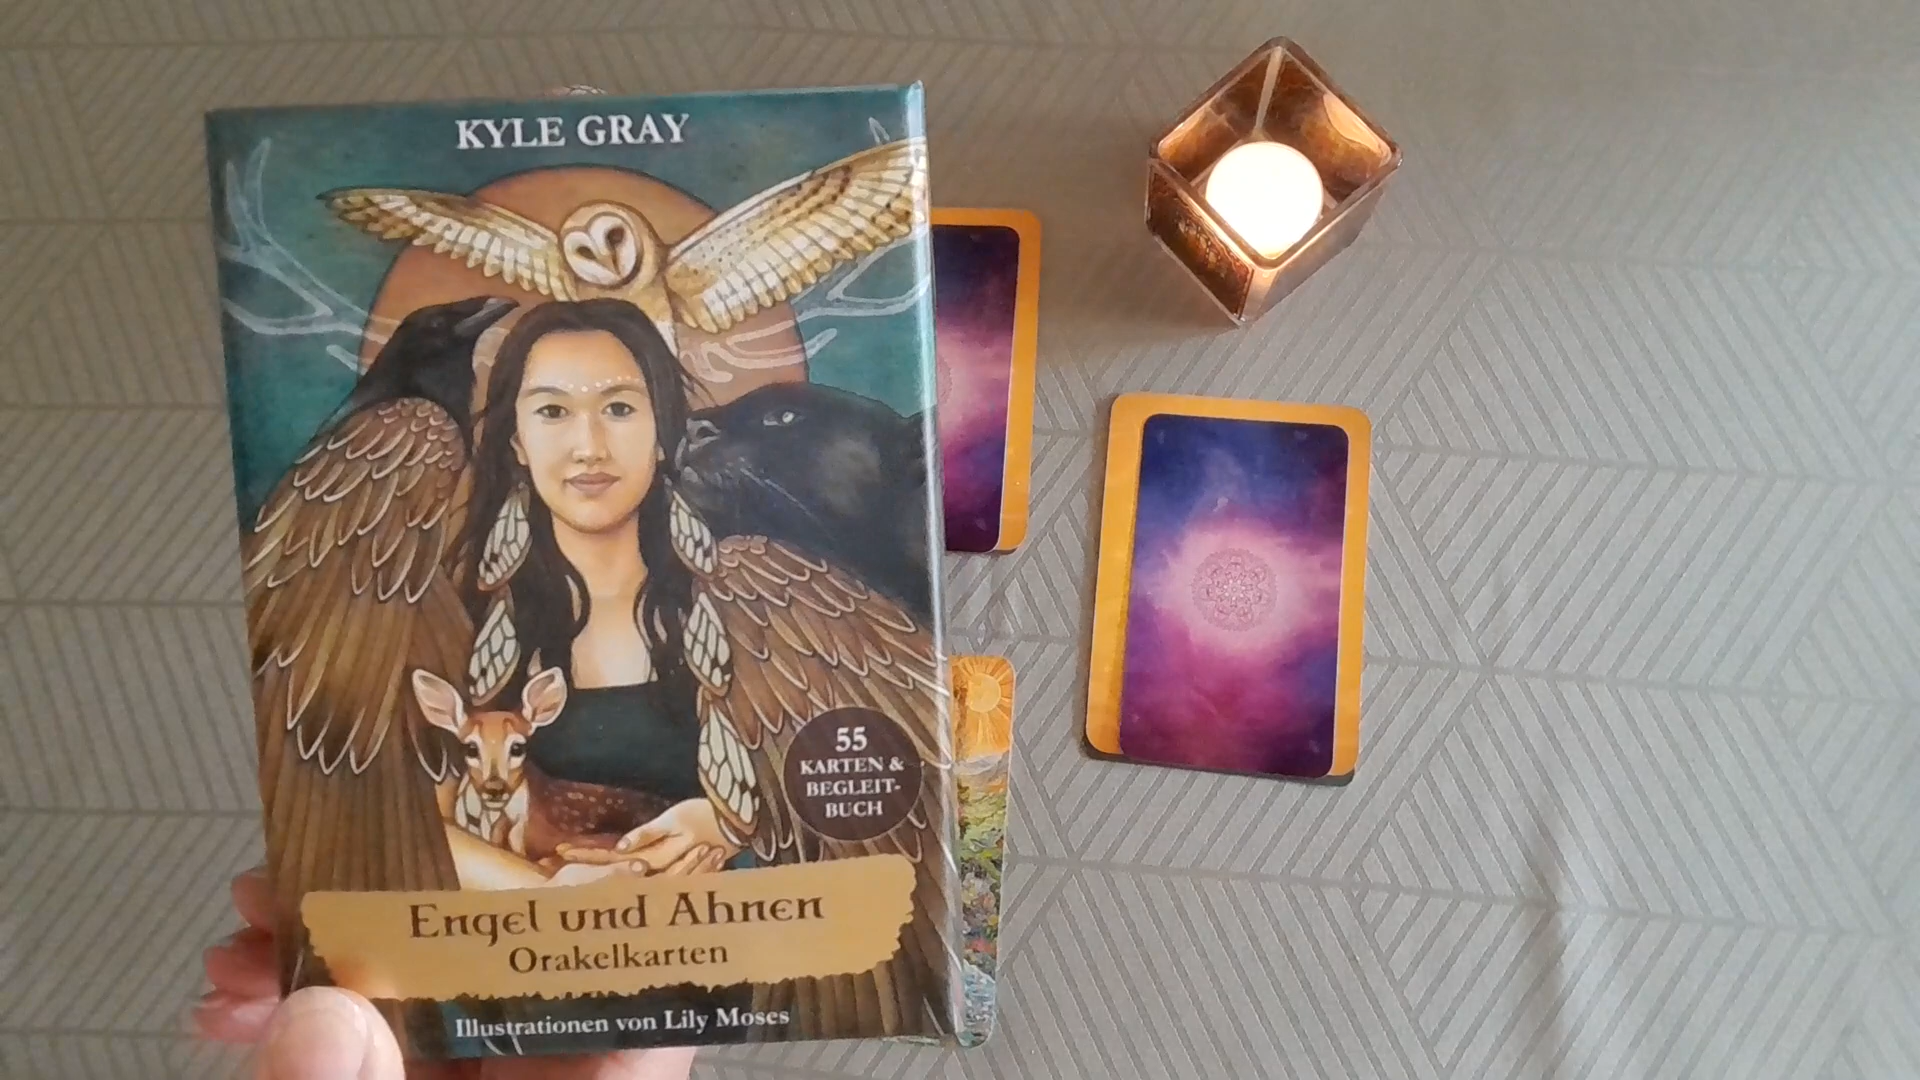 KYLE GRAY
55
KARTEN &
BEGLEIT-
BUCH
Engel und Ahnen
Orakelkarten
Illustrationen von Lily Moses